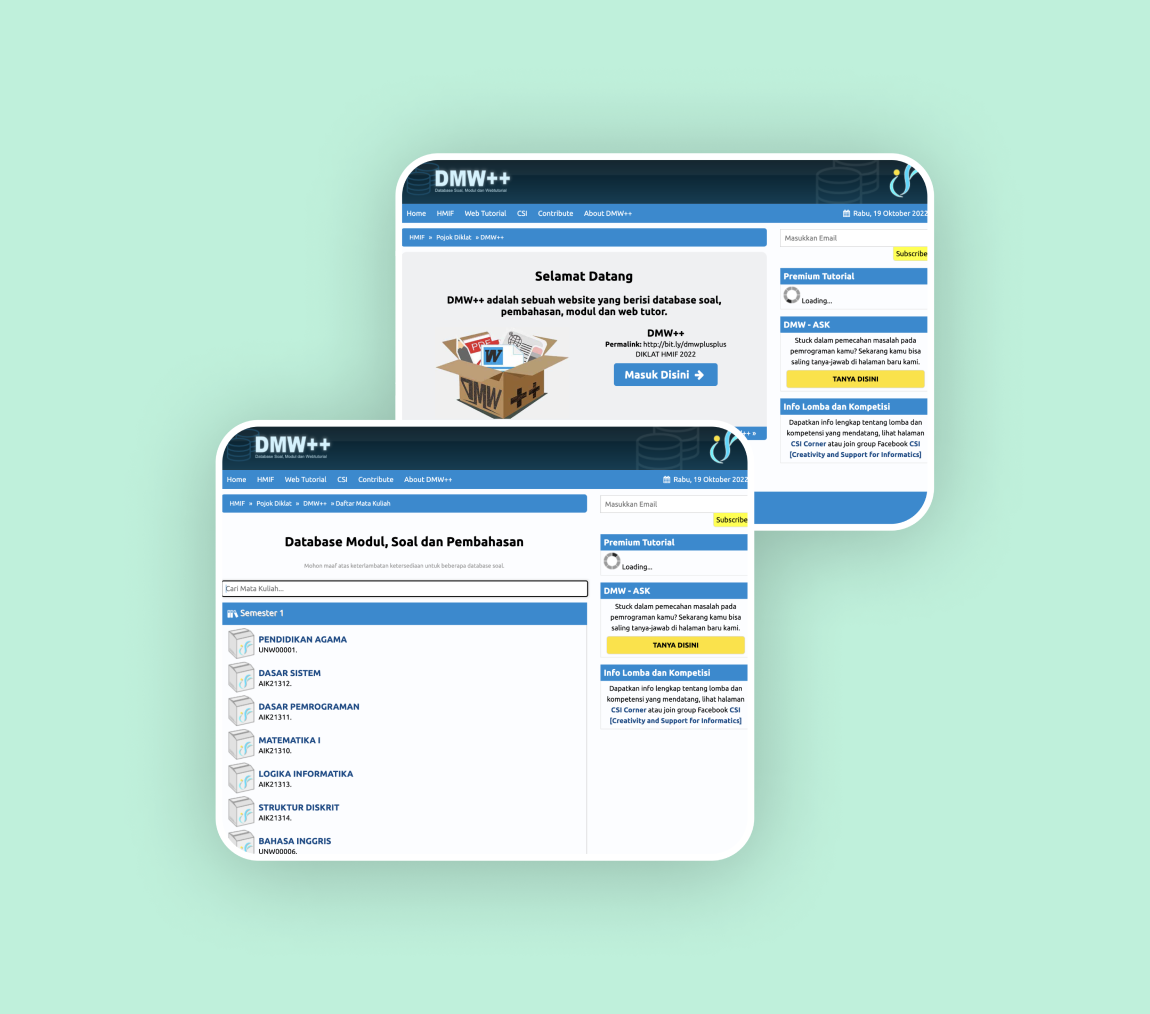 DMW++
Database Soal, Modul dan Webtutorial
Home HMIF Web Tutorial CSI Contribute About DMW++ Rabu, 19 Oktober 2022
HMIF » Pojok Diklat » DMW++
Selamat Datang
DMW++ adalah sebuah website yang berisi database soal,
pembahasan, modul dan web tutor.
PDF
W
DMW ++
DMW++
Permalink: http://bit.ly/dmwplusplus
DIKLAT HMIF 2022
Masuk Disini
++ »
Masukkan Email
Subscribe
Premium Tutorial
Loading...
DMW - ASK
Stuck dalam pemecahan masalah pada
pemrograman kamu? Sekarang kamu bisa
saling tanya-jawab di halaman baru kami.
TANYA DISINI
Info Lomba dan Kompetisi
Dapatkan info lengkap tentang lomba dan
kompetensi yang mendatang, lihat halaman
CSI Corner atau join group Facebook CSI
[Creativity and Support for Informatics]
DMW++
Database Soal, Modul dan Webtutorial
Home HMIF Web Tutorial CSI Contribute About DMW++ Rabu, 19 Oktober 2022
HMIF » Pojok Diklat » DMW++ » Daftar Mata Kuliah
Database Modul, Soal dan Pembahasan
Mohon maaf atas keterlambatan ketersediaan untuk beberapa database soal.
Cari Mata Kuliah...
Semester 1
PENDIDIKAN AGAMA
UNW00001.
DASAR SISTEM
AIK21312.
DASAR PEMROGRAMAN
AIK21311.
MATEMATIKA I
AIK21310.
LOGIKA INFORMATIKA
AIK21313.
STRUKTUR DISKRIT
AIK21314.
BAHASA INGGRIS
UNW00006.
Masukkan Email
Subscribe
Premium Tutorial
Loading...
DMW - ASK
Stuck dalam pemecahan masalah pada
pemrograman kamu? Sekarang kamu bisa
saling tanya-jawab di halaman baru kami.
TANYA DISINI
Info Lomba dan Kompetisi
Dapatkan info lengkap tentang lomba dan
kompetensi yang mendatang, lihat halaman
CSI Corner atau join group Facebook CSI
[Creativity and Support for Informatics]